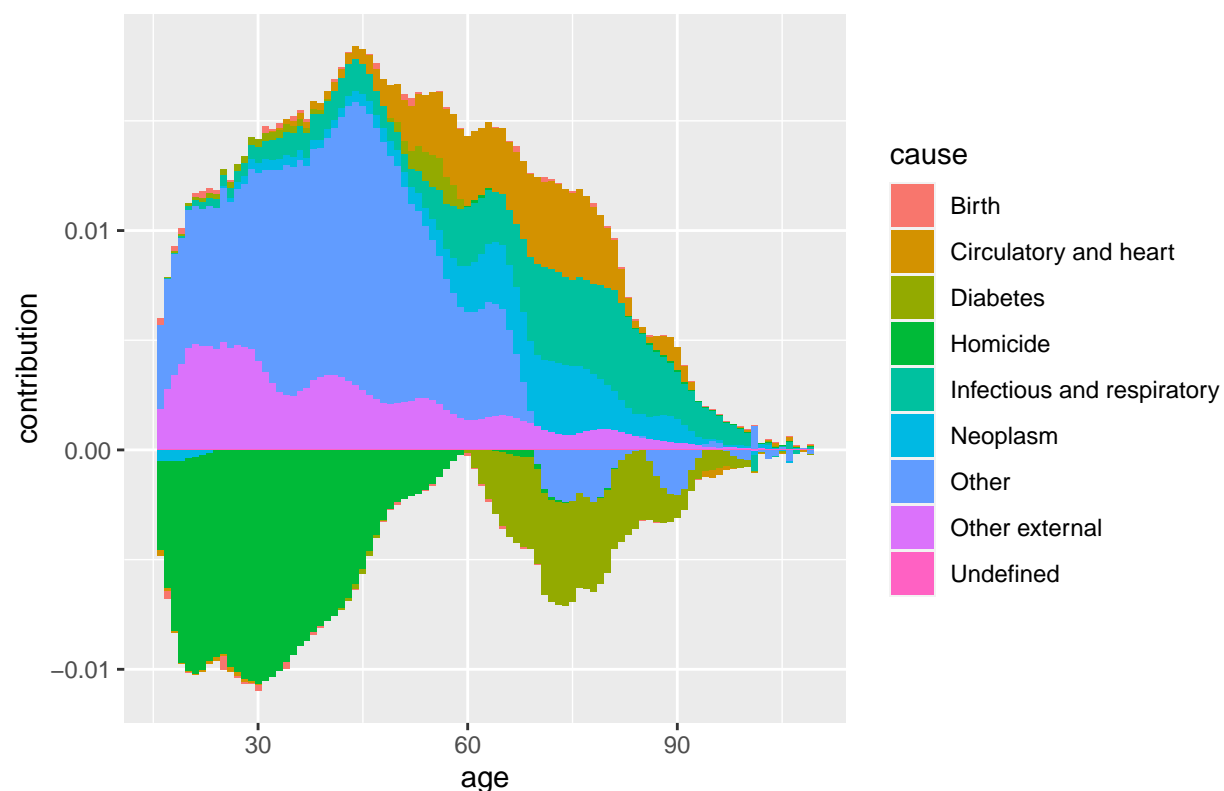 contribution
0.01
0.00
−0.01
30
60
90
age
cause
Birth
Circulatory and heart
Diabetes
Homicide
Infectious and respiratory
Neoplasm
Other
Other external
Undefined